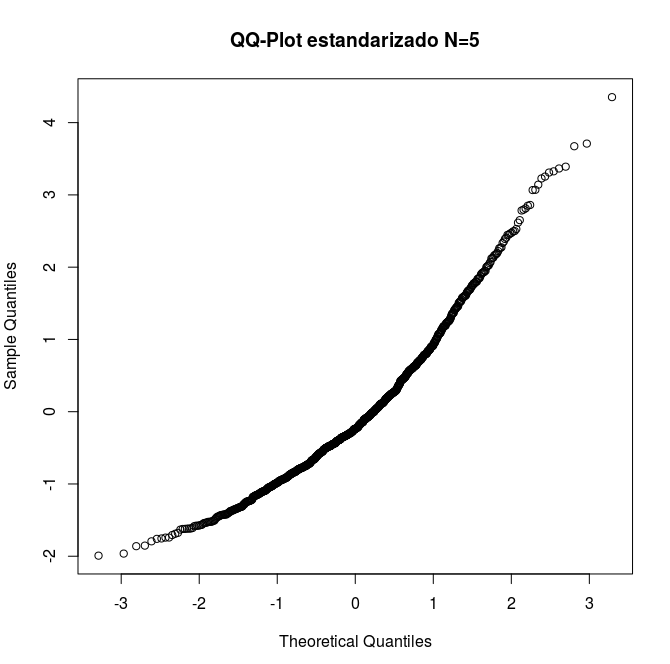 QQ-Plot estandarizado N=5
4
3
2
1
0
-1
-2
Sample Quantiles
-3 -2 -1 0 1 2 3
Theoretical Quantiles